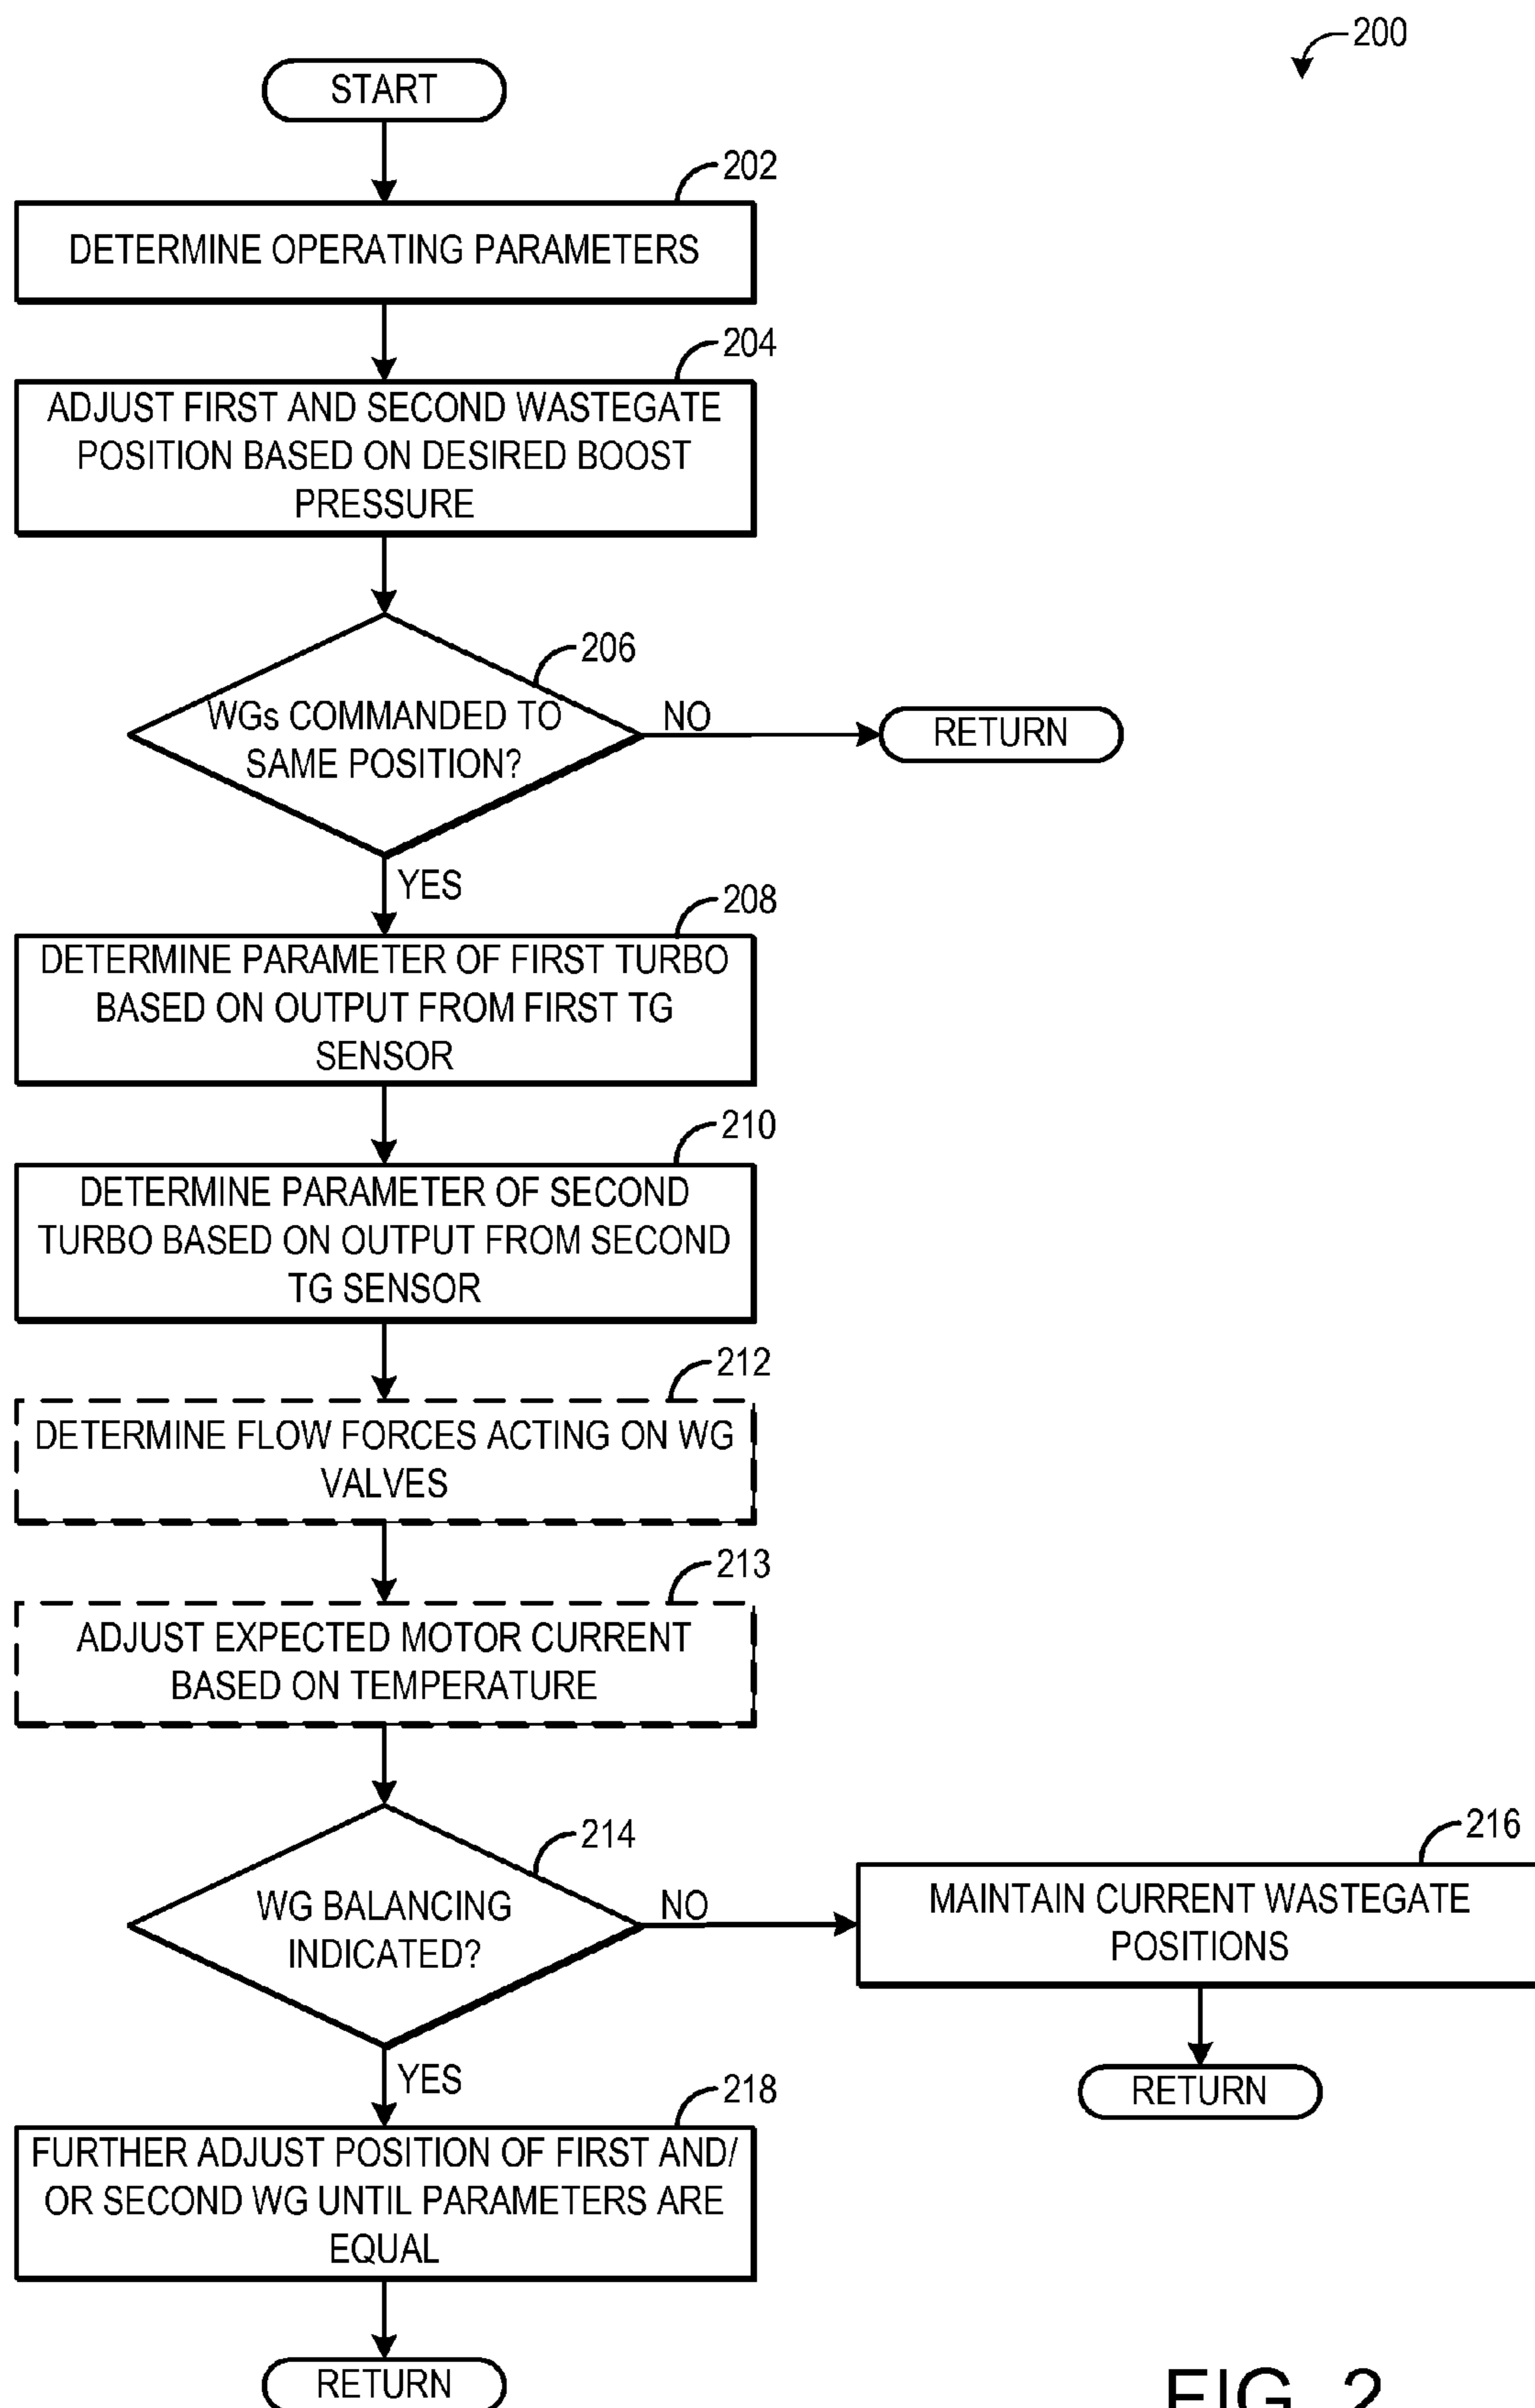 200
START
202
DETERMINE OPERATING PARAMETERS
204
ADJUST FIRST AND SECOND WASTEGATE
POSITION BASED ON DESIRED BOOST
PRESSURE
206
WGs COMMANDED TO
SAME POSITION?
NO
RETURN
YES
208
DETERMINE PARAMETER OF FIRST TURBO
BASED ON OUTPUT FROM FIRST TG
SENSOR
210
DETERMINE PARAMETER OF SECOND
TURBO BASED ON OUTPUT FROM SECOND
TG SENSOR
212
DETERMINE FLOW FORCES ACTING ON WG
VALVES
213
ADJUST EXPECTED MOTOR CURRENT
BASED ON TEMPERATURE
214
WG BALANCING
INDICATED?
NO
216
MAINTAIN CURRENT WASTEGATE
POSITIONS
RETURN
YES
218
FURTHER ADJUST POSITION OF FIRST AND/
OR SECOND WG UNTIL PARAMETERS ARE
EQUAL
RETURN
FIG. 2